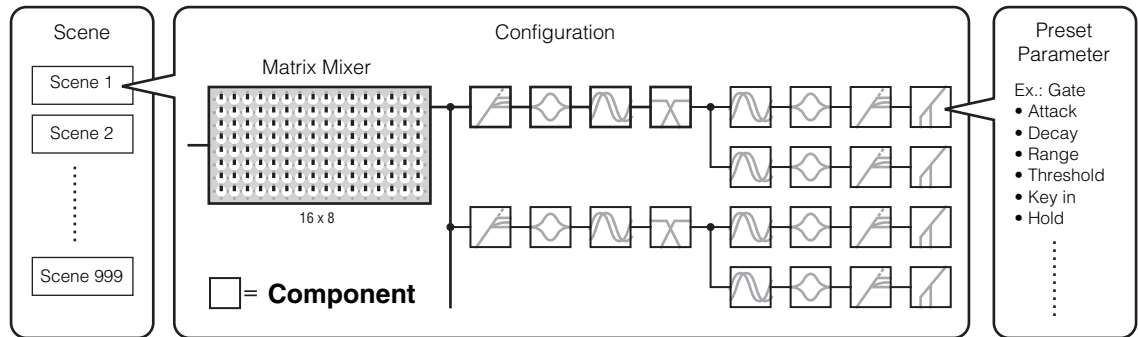 Scene
Scene 1
Scene 2
Scene 999
Configuration
Matrix Mixer
16 x 8
= Component
Preset
Parameter
Ex.: Gate
• Attack
• Decay
• Range
• Threshold
• Key in
• Hold